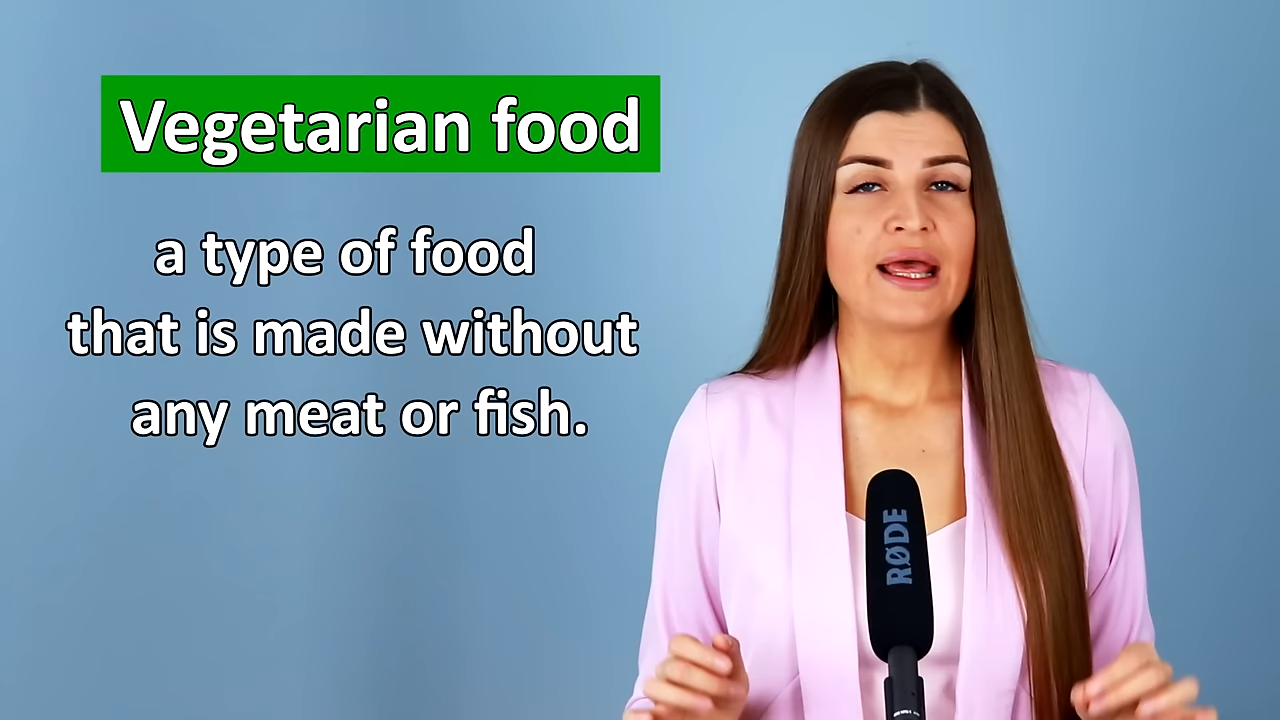 Vegetarian food
a type of food
that is made without
any meat or fish.
RØDE